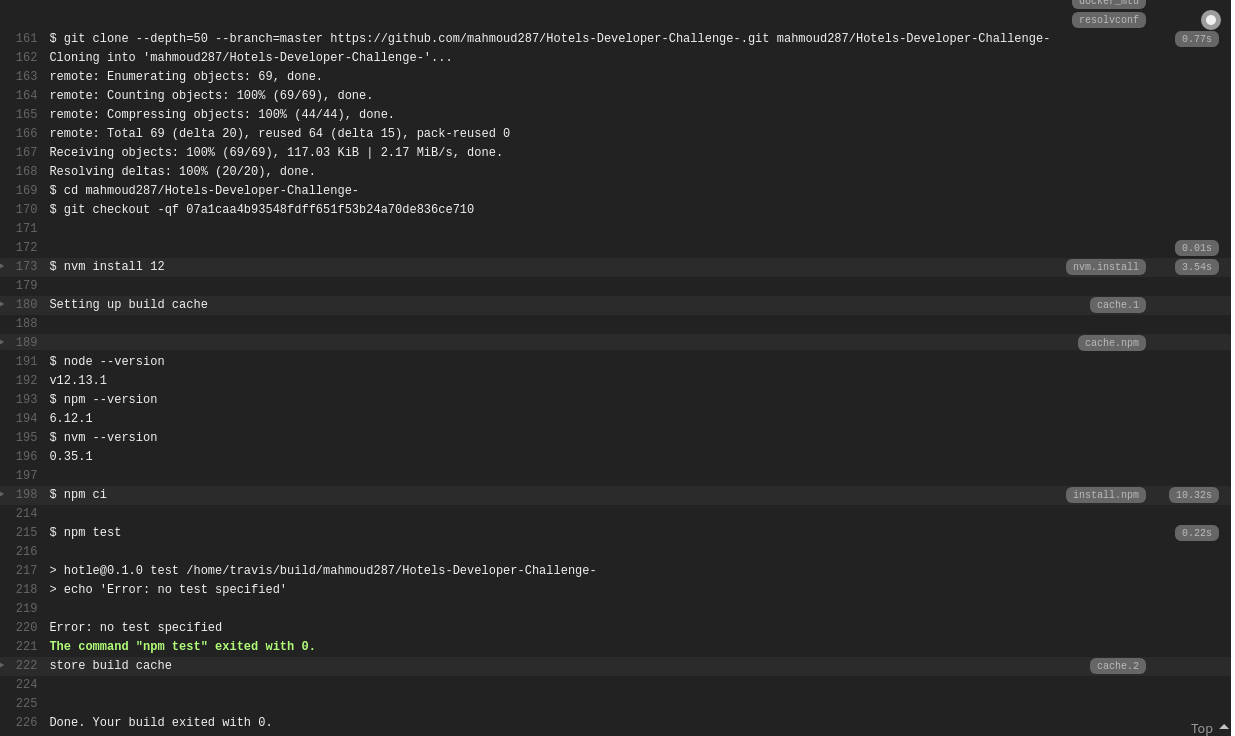 docker_mtu
resolvconf
161 $ git clone --depth=50 --branch=master https://github.com/mahmoud287/Hotels-Developer-Challenge-.git mahmoud287/Hotels-Developer-Challenge- 0.77s
162 Cloning into 'mahmoud287/Hotels-Developer-Challenge-'...
163 remote: Enumerating objects: 69, done.
164 remote: Counting objects: 100% (69/69), done.
165 remote: Compressing objects: 100% (44/44), done.
166 remote: Total 69 (delta 20), reused 64 (delta 15), pack-reused 0
167 Receiving objects: 100% (69/69), 117.03 KiB | 2.17 MiB/s, done.
168 Resolving deltas: 100% (20/20), done.
169 $ cd mahmoud287/Hotels-Developer-Challenge-
170 $ git checkout -qf 07a1caa4b93548fdff651f53b24a70de836ce710
171
172 0.01s
173 $ nvm install 12 nvm.install 3.54s
179
180 Setting up build cache cache.1
188
189 cache.npm
191 $ node --version
192 v12.13.1
193 $ npm --version
194 6.12.1
195 $ nvm --version
196 0.35.1
197
198 $ npm ci install.npm 10.32s
214
215 $ npm test 0.22s
216
217 > hotle@0.1.0 test /home/travis/build/mahmoud287/Hotels-Developer-Challenge-
218 > echo 'Error: no test specified'
219
220 Error: no test specified
221 The command "npm test" exited with 0.
222 store build cache cache.2
224
225
226 Done. Your build exited with 0.
Top